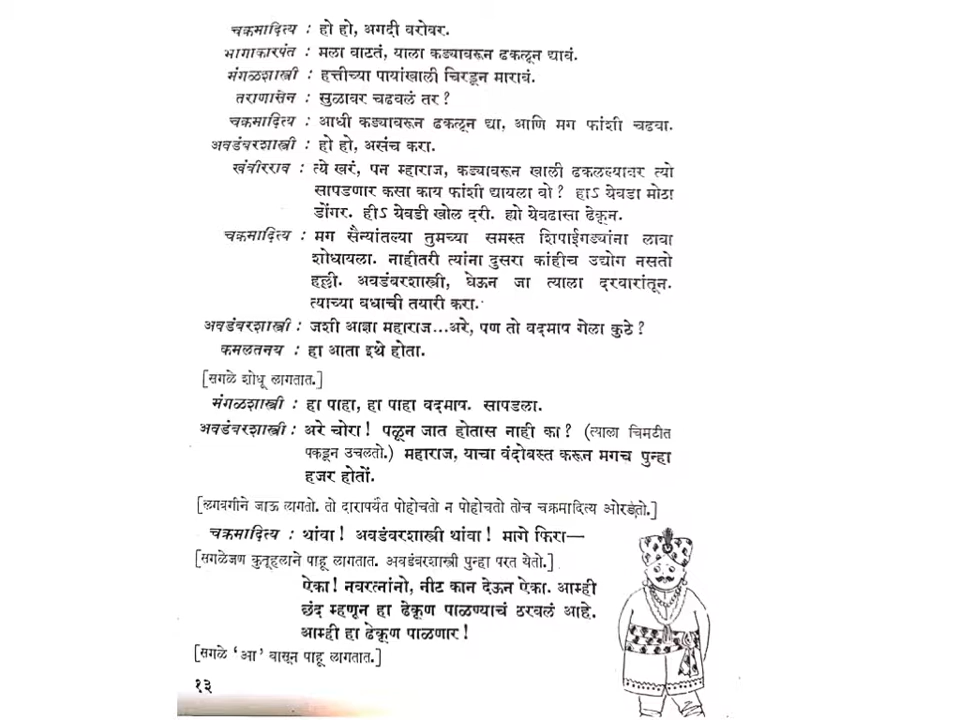 चक्रमादित्य : हो हो, अगदी बरोबर.
भागाकारपंत : मला वाटतं, याला कड्यावरून ढकलून द्यावं.
मंगळशास्त्री : हत्तीच्या पायांखाली चिरडून मारावं.
तराणासेन : सुळावर चढवलं तर ?
चक्रमादित्य : आधी कड्यावरून ढकलून द्या, आणि मग फांशी चढवा.
अवडंबरशास्त्री : हो हो, असंच करा.
खंबीरराव : त्ये खरं, पन म्हाराज, कड्यावरून खाली ढकलल्यावर त्यो
सापडणार कसा काय फांशी द्यायला वो ? हाऽ येवडा मोठा
डोंगर. हीऽ येवडी खोल दरी. ह्यो येवढासा ढेकून.
चक्रमादित्य : मग सैन्यांतल्या तुमच्या समस्त शिपाईगड्यांना लावा
शोधायला. नाहीतरी त्यांना दुसरा कांहीच उद्योग नसतो
हल्ली. अवडंबरशास्त्री, घेऊन जा त्याला दरबारांतून.
त्याच्या वधाची तयारी करा.
अवडंबरशास्त्री : जशी आज्ञा महाराज...अरे, पण तो बदमाष गेला कुठे ?
कमलतनय : हा आता इथे होता.
[सगळे शोधू लागतात.]
मंगळशास्त्री : हा पाहा, हा पाहा बदमाष. सापडला.
अवडंबरशास्त्री : अरे चोरा ! पळून जात होतास नाही का ? (त्याला चिमटीत
पकडून उचलतो.) महाराज, याचा बंदोबस्त करून मगच पुन्हा
हजर होतों.
[लगबगीने जाऊ लागतो. तो दारापर्यंत पोहोचतो न पोहोचतो तोच चक्रमादित्य ओरडतो.]
चक्रमादित्य : थांबा ! अवडंबरशास्त्री थांबा ! मागे फिरा—
[सगळेजण कुतूहलाने पाहू लागतात. अवडंबरशास्त्री पुन्हा परत येतो.]
ऐका ! नवरत्नांनो, नीट कान देऊन ऐका. आम्ही
छंद म्हणून हा ढेकूण पाळण्याचं ठरवलं आहे.
आम्ही हा ढेकूण पाळणार !
[सगळे ‘आ’ वासून पाहू लागतात.]
१३